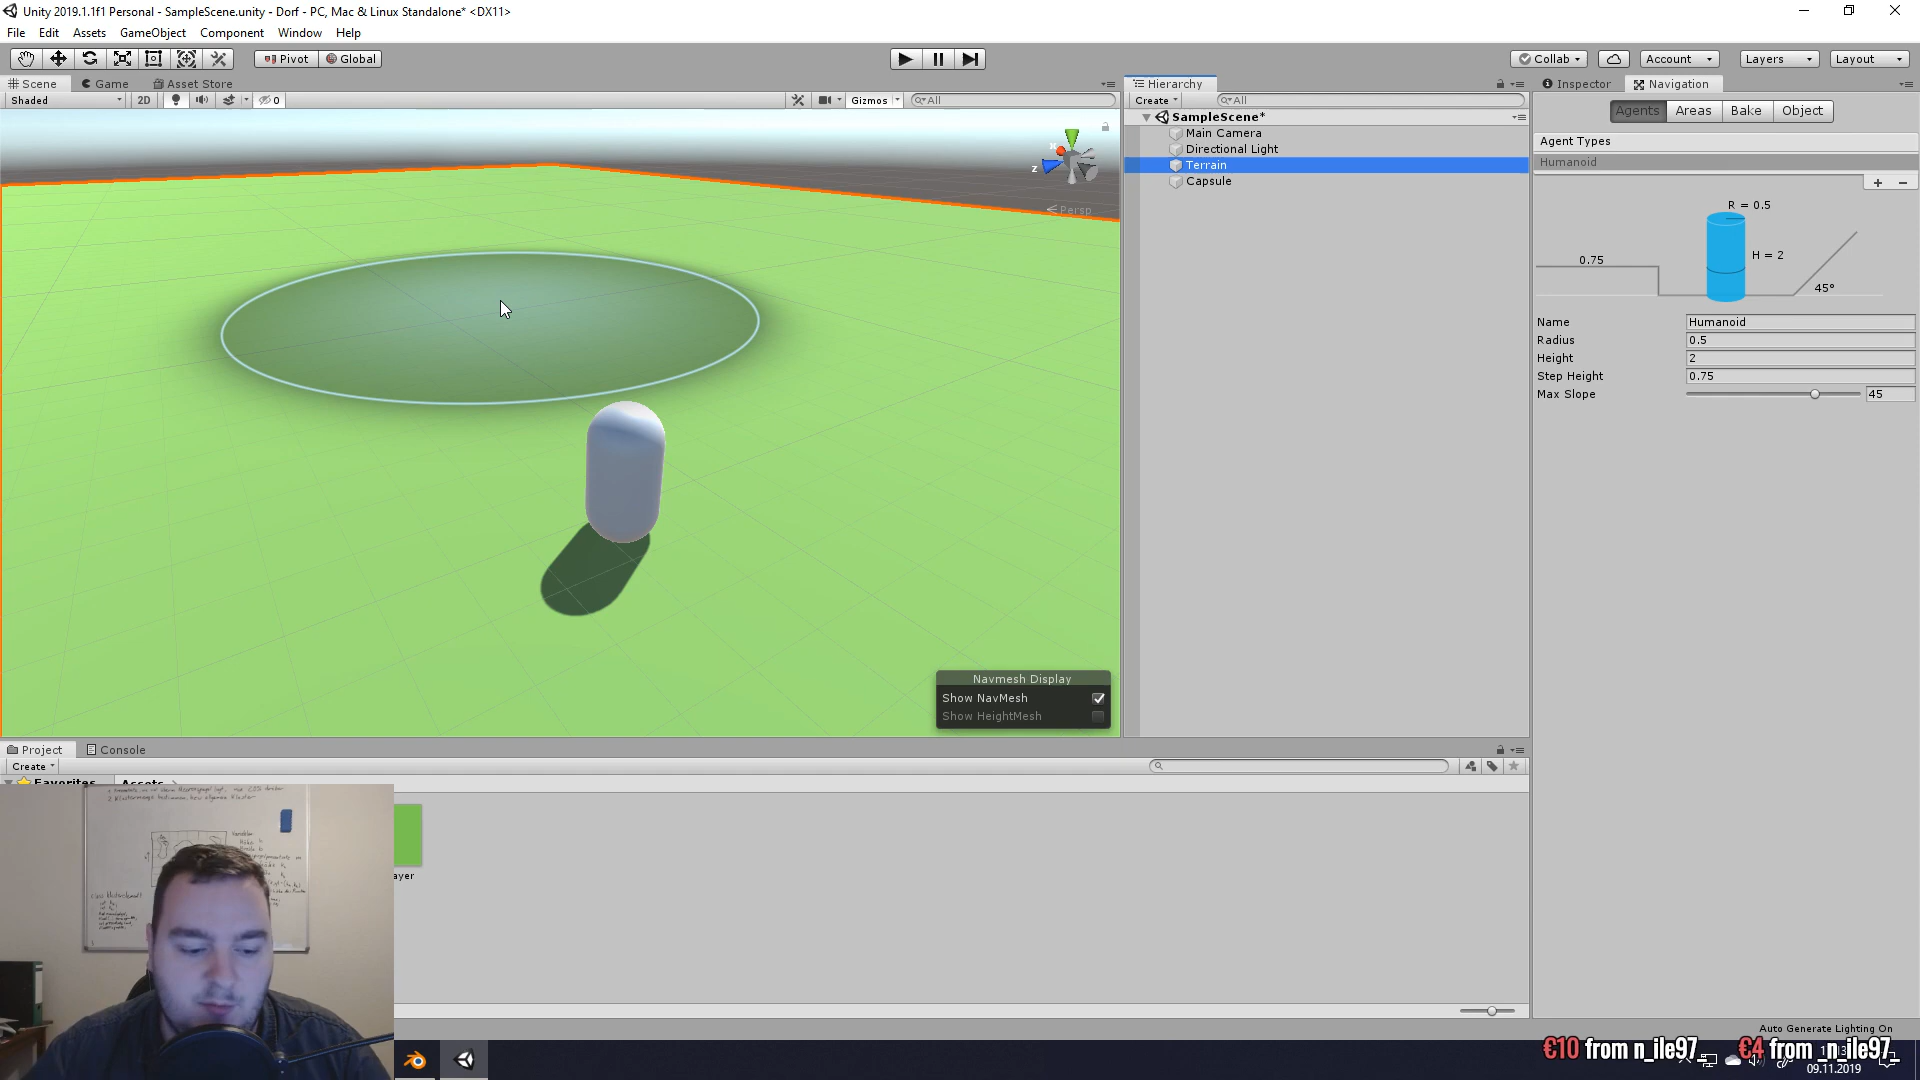 Unity 2019.1.1f1 Personal - SampleScene.unity - Dorf - PC, Mac & Linux Standalone* <DX11>
File Edit Assets GameObject Component Window Help
Pivot Global
Collab Account Layers Layout
Scene Game Asset Store
Shaded 2D 0 Gizmos All
Hierarchy
Create All
SampleScene*
Main Camera
Directional Light
Terrain
Capsule
Inspector Navigation
Agents Areas Bake Object
Agent Types
Humanoid
R = 0.5
H = 2
0.75
45°
Name Humanoid
Radius 0.5
Height 2
Step Height 0.75
Max Slope 45
x
z
Persp
Navmesh Display
Show NavMesh
Show HeightMesh
Project Console
Create
Favorites Assets
ayer
Auto Generate Lighting On
€10 from n_ile97_ €4 from _n_ile97_
09.11.2019